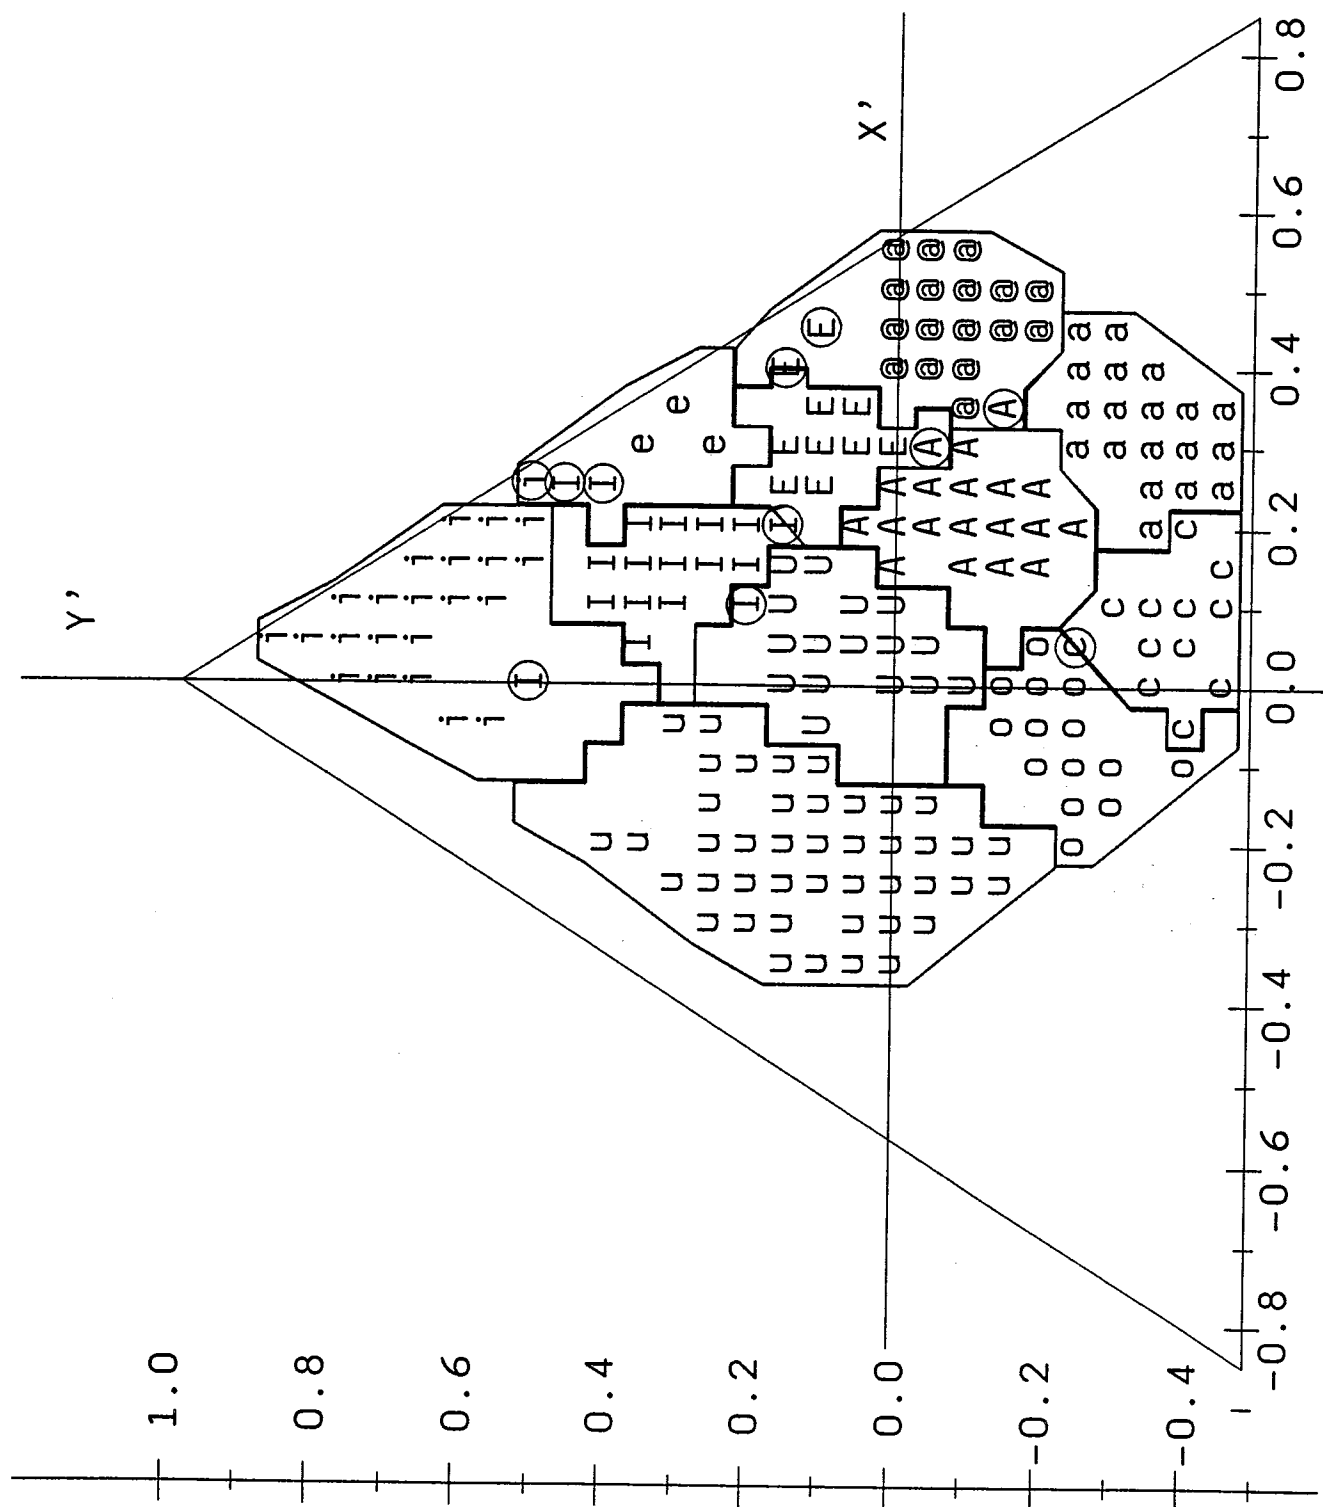 Y'
1.0
i
0.8 i
i i i
i i i
i i i i
0.6 i i i i
i i i i
I i i i
I
0.4 u I I I
u I I I I e
u u I I I e
u u u u u u I I e
0.2 u u u u I I I
u u u u u u U U U U I E E E
u u u u u U U U U E E E E
u u u u u U U U A E E
X'
0.0 u u u u u U U U A A E @ @ @ @
u u u u U U A A A @ @ @ @
u u U A A A A @ @ @ @ @
u u o o A A A A @ @
-0.2 o o o A A A @ @
o o o o o c A a a a a
o o c a a a a
c c c a a a a a
-0.4 o c c c c a a a
c c c a a a
-0.8 -0.6 -0.4 -0.2 0.0 0.2 0.4 0.6 0.8